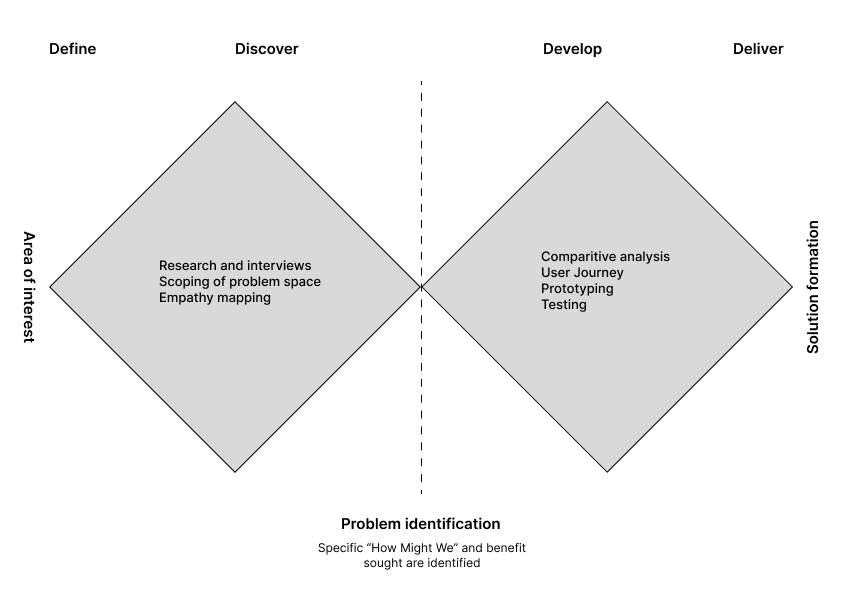 Define
Discover
Develop
Deliver
Area of interest
Research and interviews
Scoping of problem space
Empathy mapping
Comparitive analysis
User Journey
Prototyping
Testing
Solution formation
Problem identification
Specific “How Might We” and benefit
sought are identified